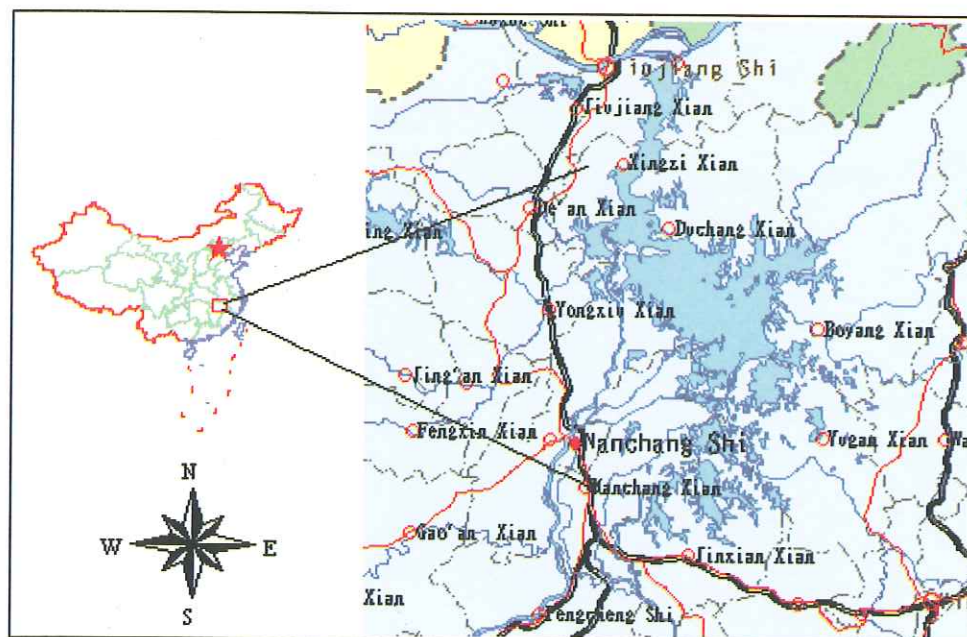 Jiujiang Shi
Jiujiang Xian
Xingzi Xian
De'an Xian
Duchang Xian
Yongxiu Xian
Boyang Xian
Jing'an Xian
Fengxin Xian
Nanchang Shi
Yugan Xian
Nanchang Xian
Gao'an Xian
Jinxian Xian
Xian
Fengcheng Shi
N
W
E
S